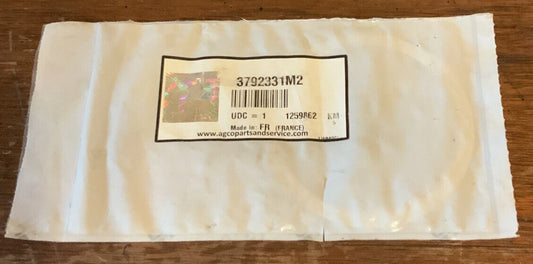 3792331M2
UDC = 1 1259862 KM
Made in: FR (FRANCE)
www.agcopartsandservice.com